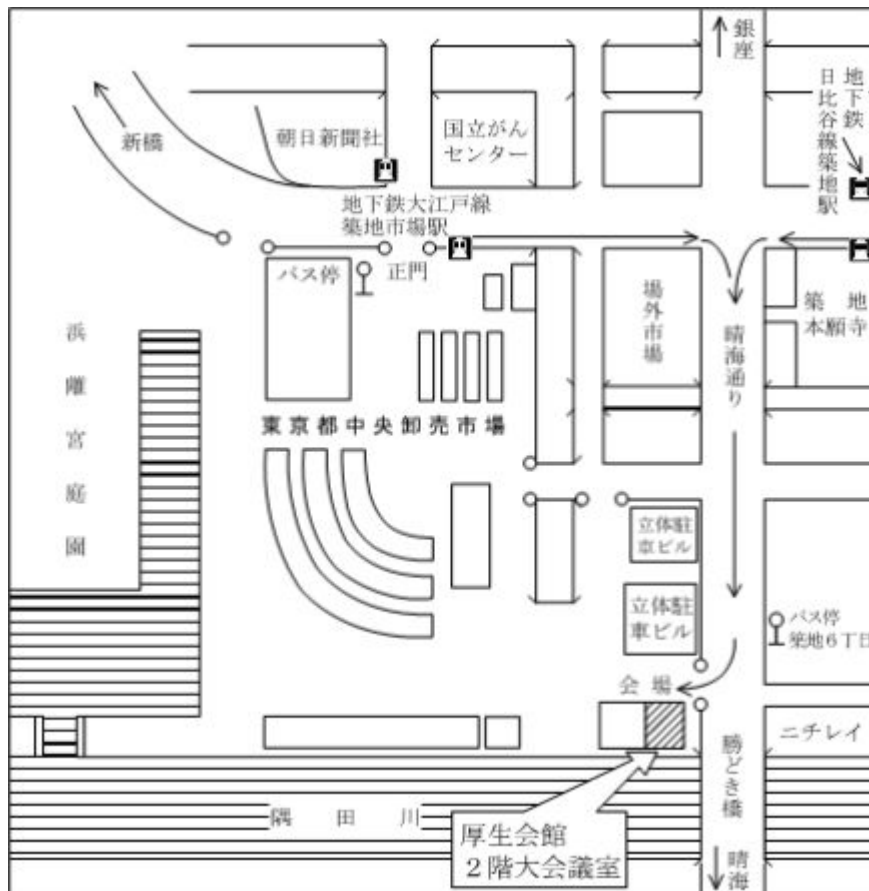 銀座
新橋
朝日新聞社
国立がん
センター
地下鉄
日比谷線築地駅
地下鉄大江戸線
築地市場駅
バス停
正門
場外市場
晴海通り
築地
本願寺
浜離宮庭園
東京都中央卸売市場
立体駐
車ビル
立体駐
車ビル
バス停
築地6丁目
会場
ニチレイ
勝どき橋
隅田川
厚生会館
2階大会議室
晴海